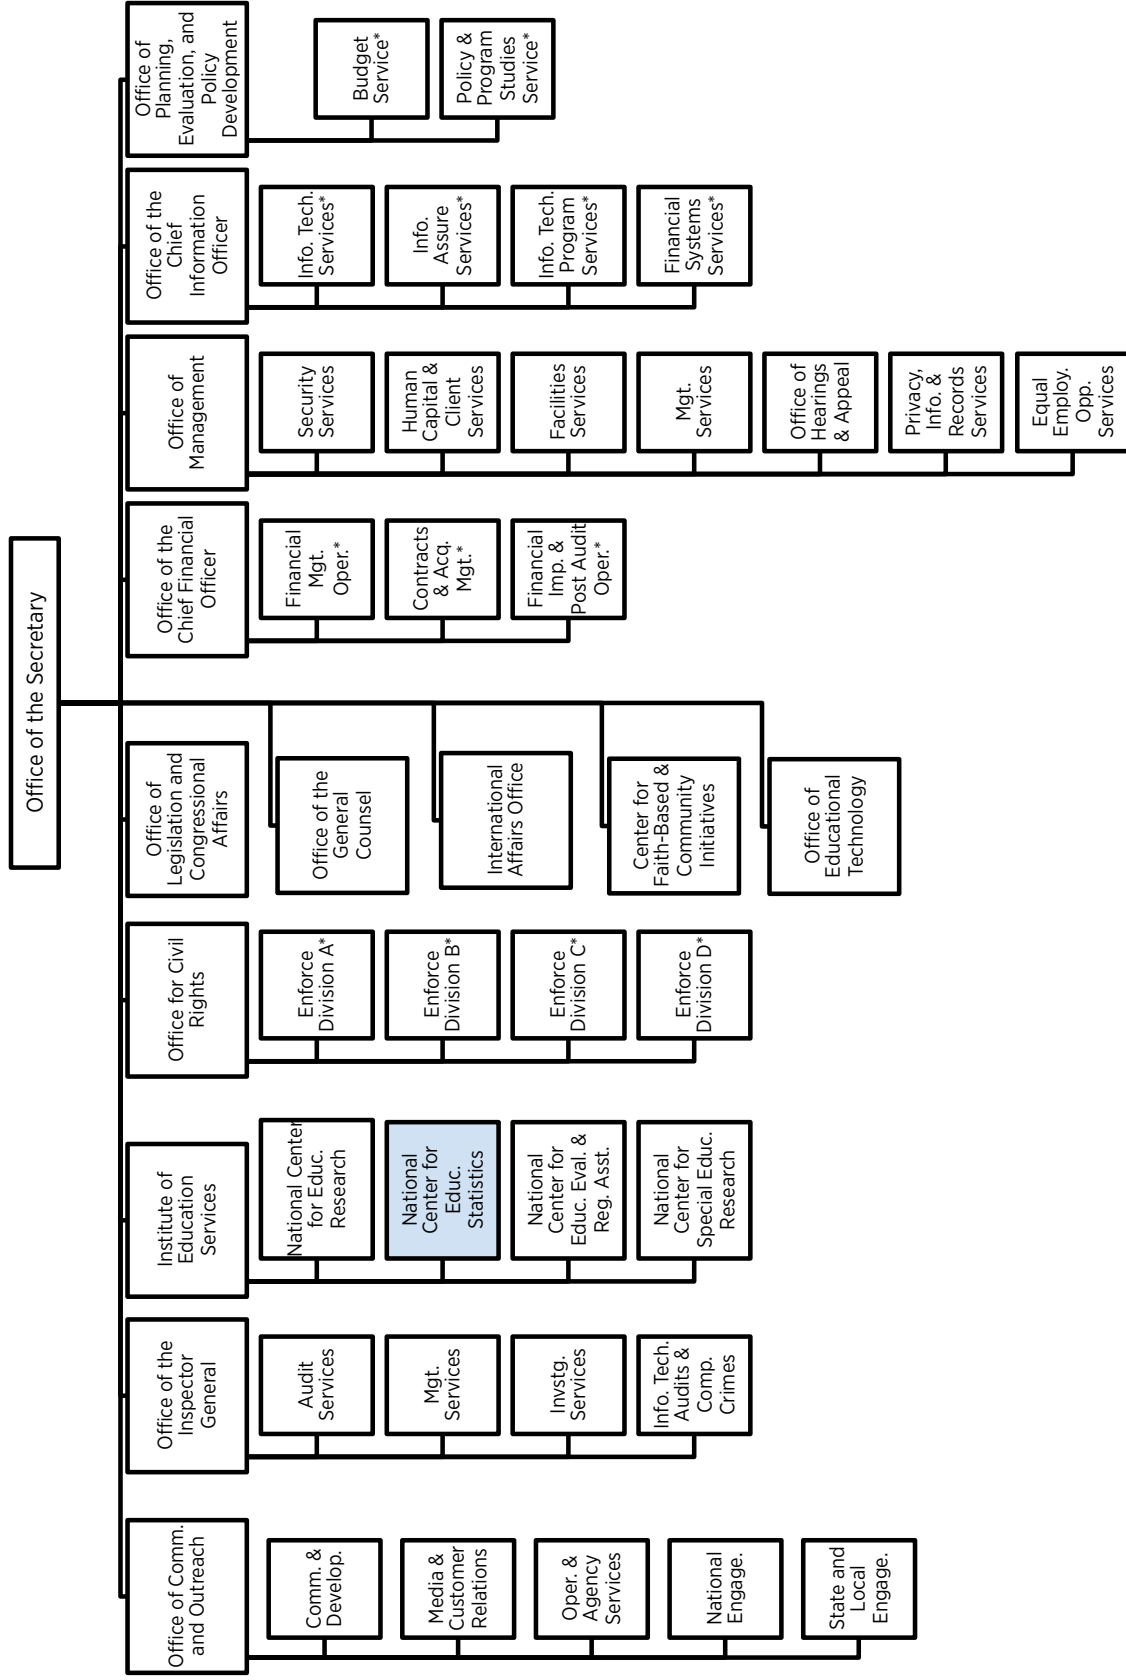 Office of the Secretary
Office of Comm.
and Outreach
Comm. &
Develop.
Media &
Customer
Relations
Oper. &
Agency
Services
National
Engage.
State and
Local
Engage.
Office of the
Inspector
General
Audit
Services
Mgt.
Services
Invstg.
Services
Info. Tech.
Audits &
Comp.
Crimes
Institute of
Education
Services
National Center
for Educ.
Research
National
Center for
Educ.
Statistics
National
Center for
Educ. Eval. &
Reg. Asst.
National
Center for
Special Educ.
Research
Office for Civil
Rights
Enforce
Division A*
Enforce
Division B*
Enforce
Division C*
Enforce
Division D*
Office of
Legislation and
Congressional
Affairs
Office of the
General
Counsel
International
Affairs Office
Center for
Faith-Based &
Community
Initiatives
Office of
Educational
Technology
Office of the
Chief Financial
Officer
Financial
Mgt.
Oper.*
Contracts
& Acq.
Mgt.*
Financial
Imp. &
Post Audit
Oper.*
Office of
Management
Security
Services
Human
Capital &
Client
Services
Facilities
Services
Mgt.
Services
Office of
Hearings
& Appeal
Privacy,
Info. &
Records
Services
Equal
Employ.
Opp.
Services
Office of the
Chief
Information
Officer
Info. Tech.
Services*
Info.
Assure
Services*
Info. Tech.
Program
Services*
Financial
Systems
Services*
Office of
Planning,
Evaluation, and
Policy
Development
Budget
Service*
Policy &
Program
Studies
Service*